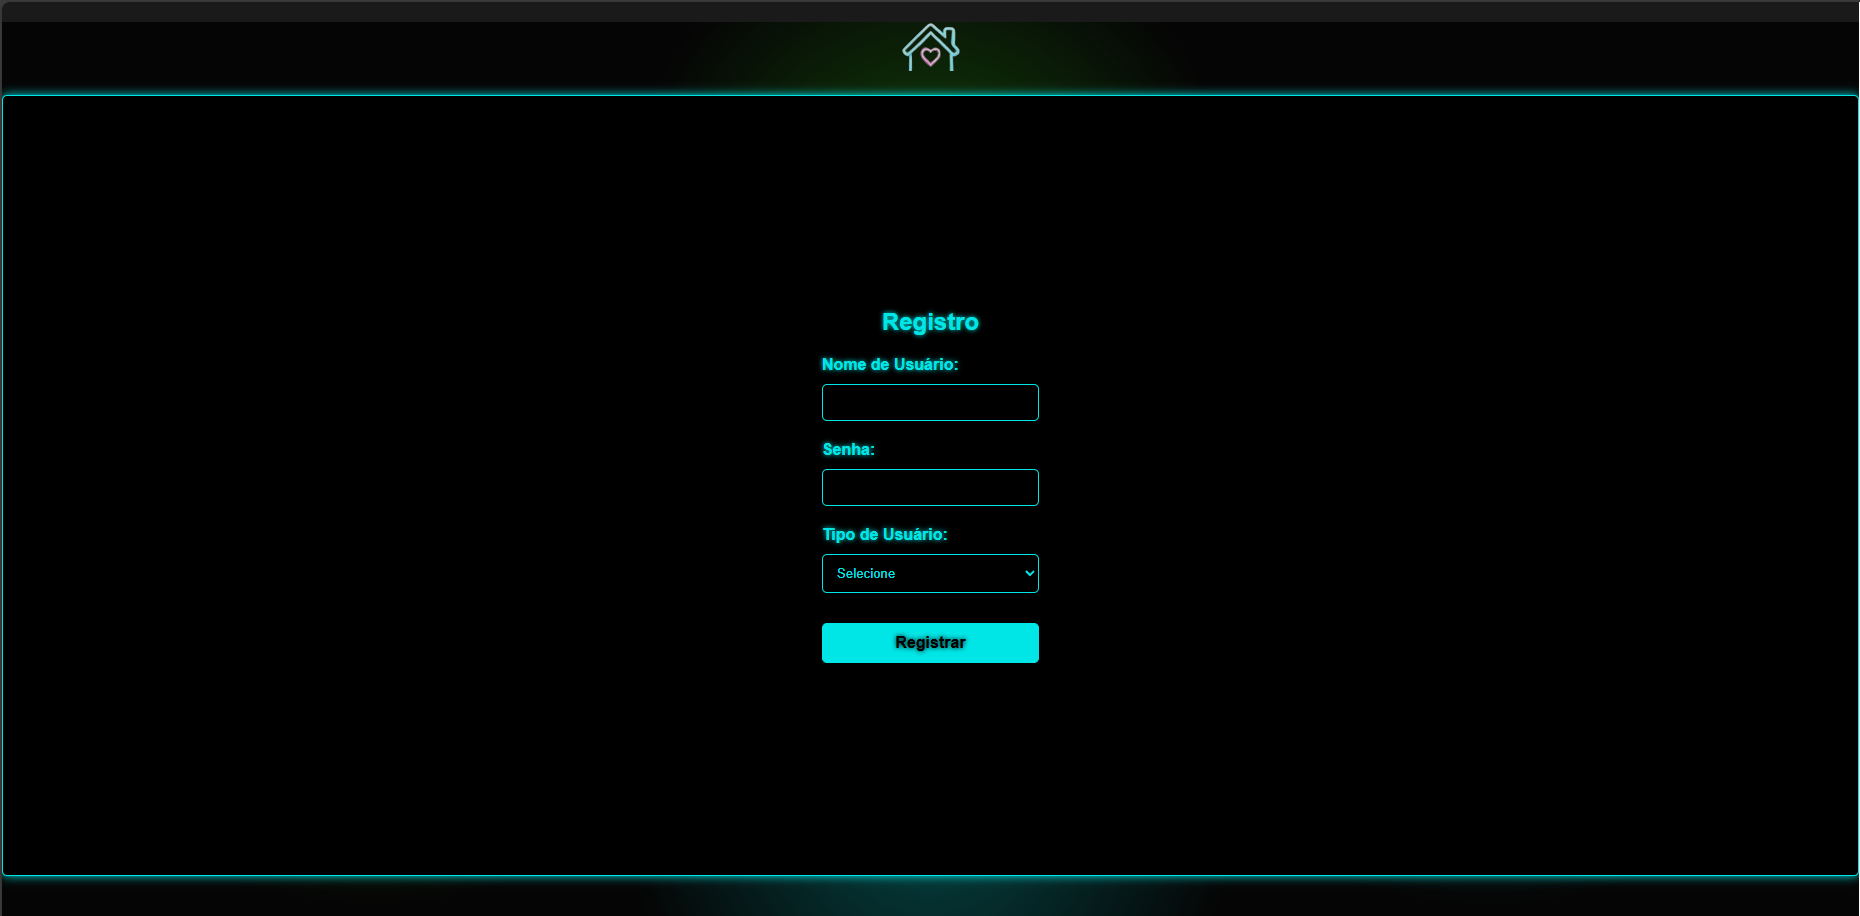 Registro
Nome de Usuário:
Senha:
Tipo de Usuário:
Selecione
Registrar